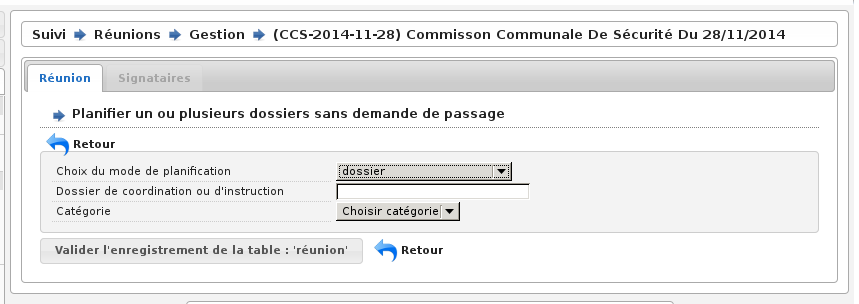 Suivi Réunions Gestion (CCS-2014-11-28) Commisson Communale De Sécurité Du 28/11/2014
Réunion Signataires
Planifier un ou plusieurs dossiers sans demande de passage
Retour
Choix du mode de planification dossier
Dossier de coordination ou d'instruction
Catégorie Choisir catégorie
Valider l'enregistrement de la table : 'réunion' Retour